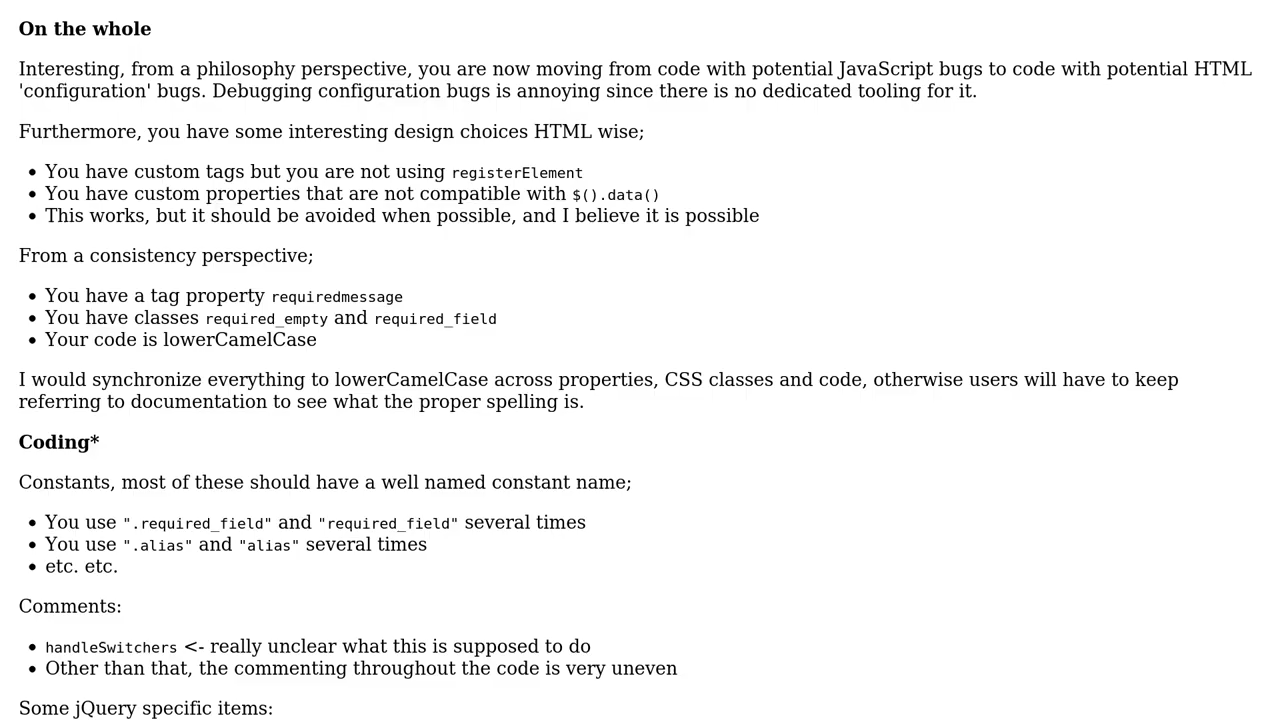 On the whole
Interesting, from a philosophy perspective, you are now moving from code with potential JavaScript bugs to code with potential HTML
'configuration' bugs. Debugging configuration bugs is annoying since there is no dedicated tooling for it.
Furthermore, you have some interesting design choices HTML wise;
• You have custom tags but you are not using registerElement
• You have custom properties that are not compatible with $().data()
• This works, but it should be avoided when possible, and I believe it is possible
From a consistency perspective;
• You have a tag property requiredmessage
• You have classes required_empty and required_field
• Your code is lowerCamelCase
I would synchronize everything to lowerCamelCase across properties, CSS classes and code, otherwise users will have to keep
referring to documentation to see what the proper spelling is.
Coding*
Constants, most of these should have a well named constant name;
• You use ".required_field" and "required_field" several times
• You use ".alias" and "alias" several times
• etc. etc.
Comments:
• handleSwitchers <- really unclear what this is supposed to do
• Other than that, the commenting throughout the code is very uneven
Some jQuery specific items: